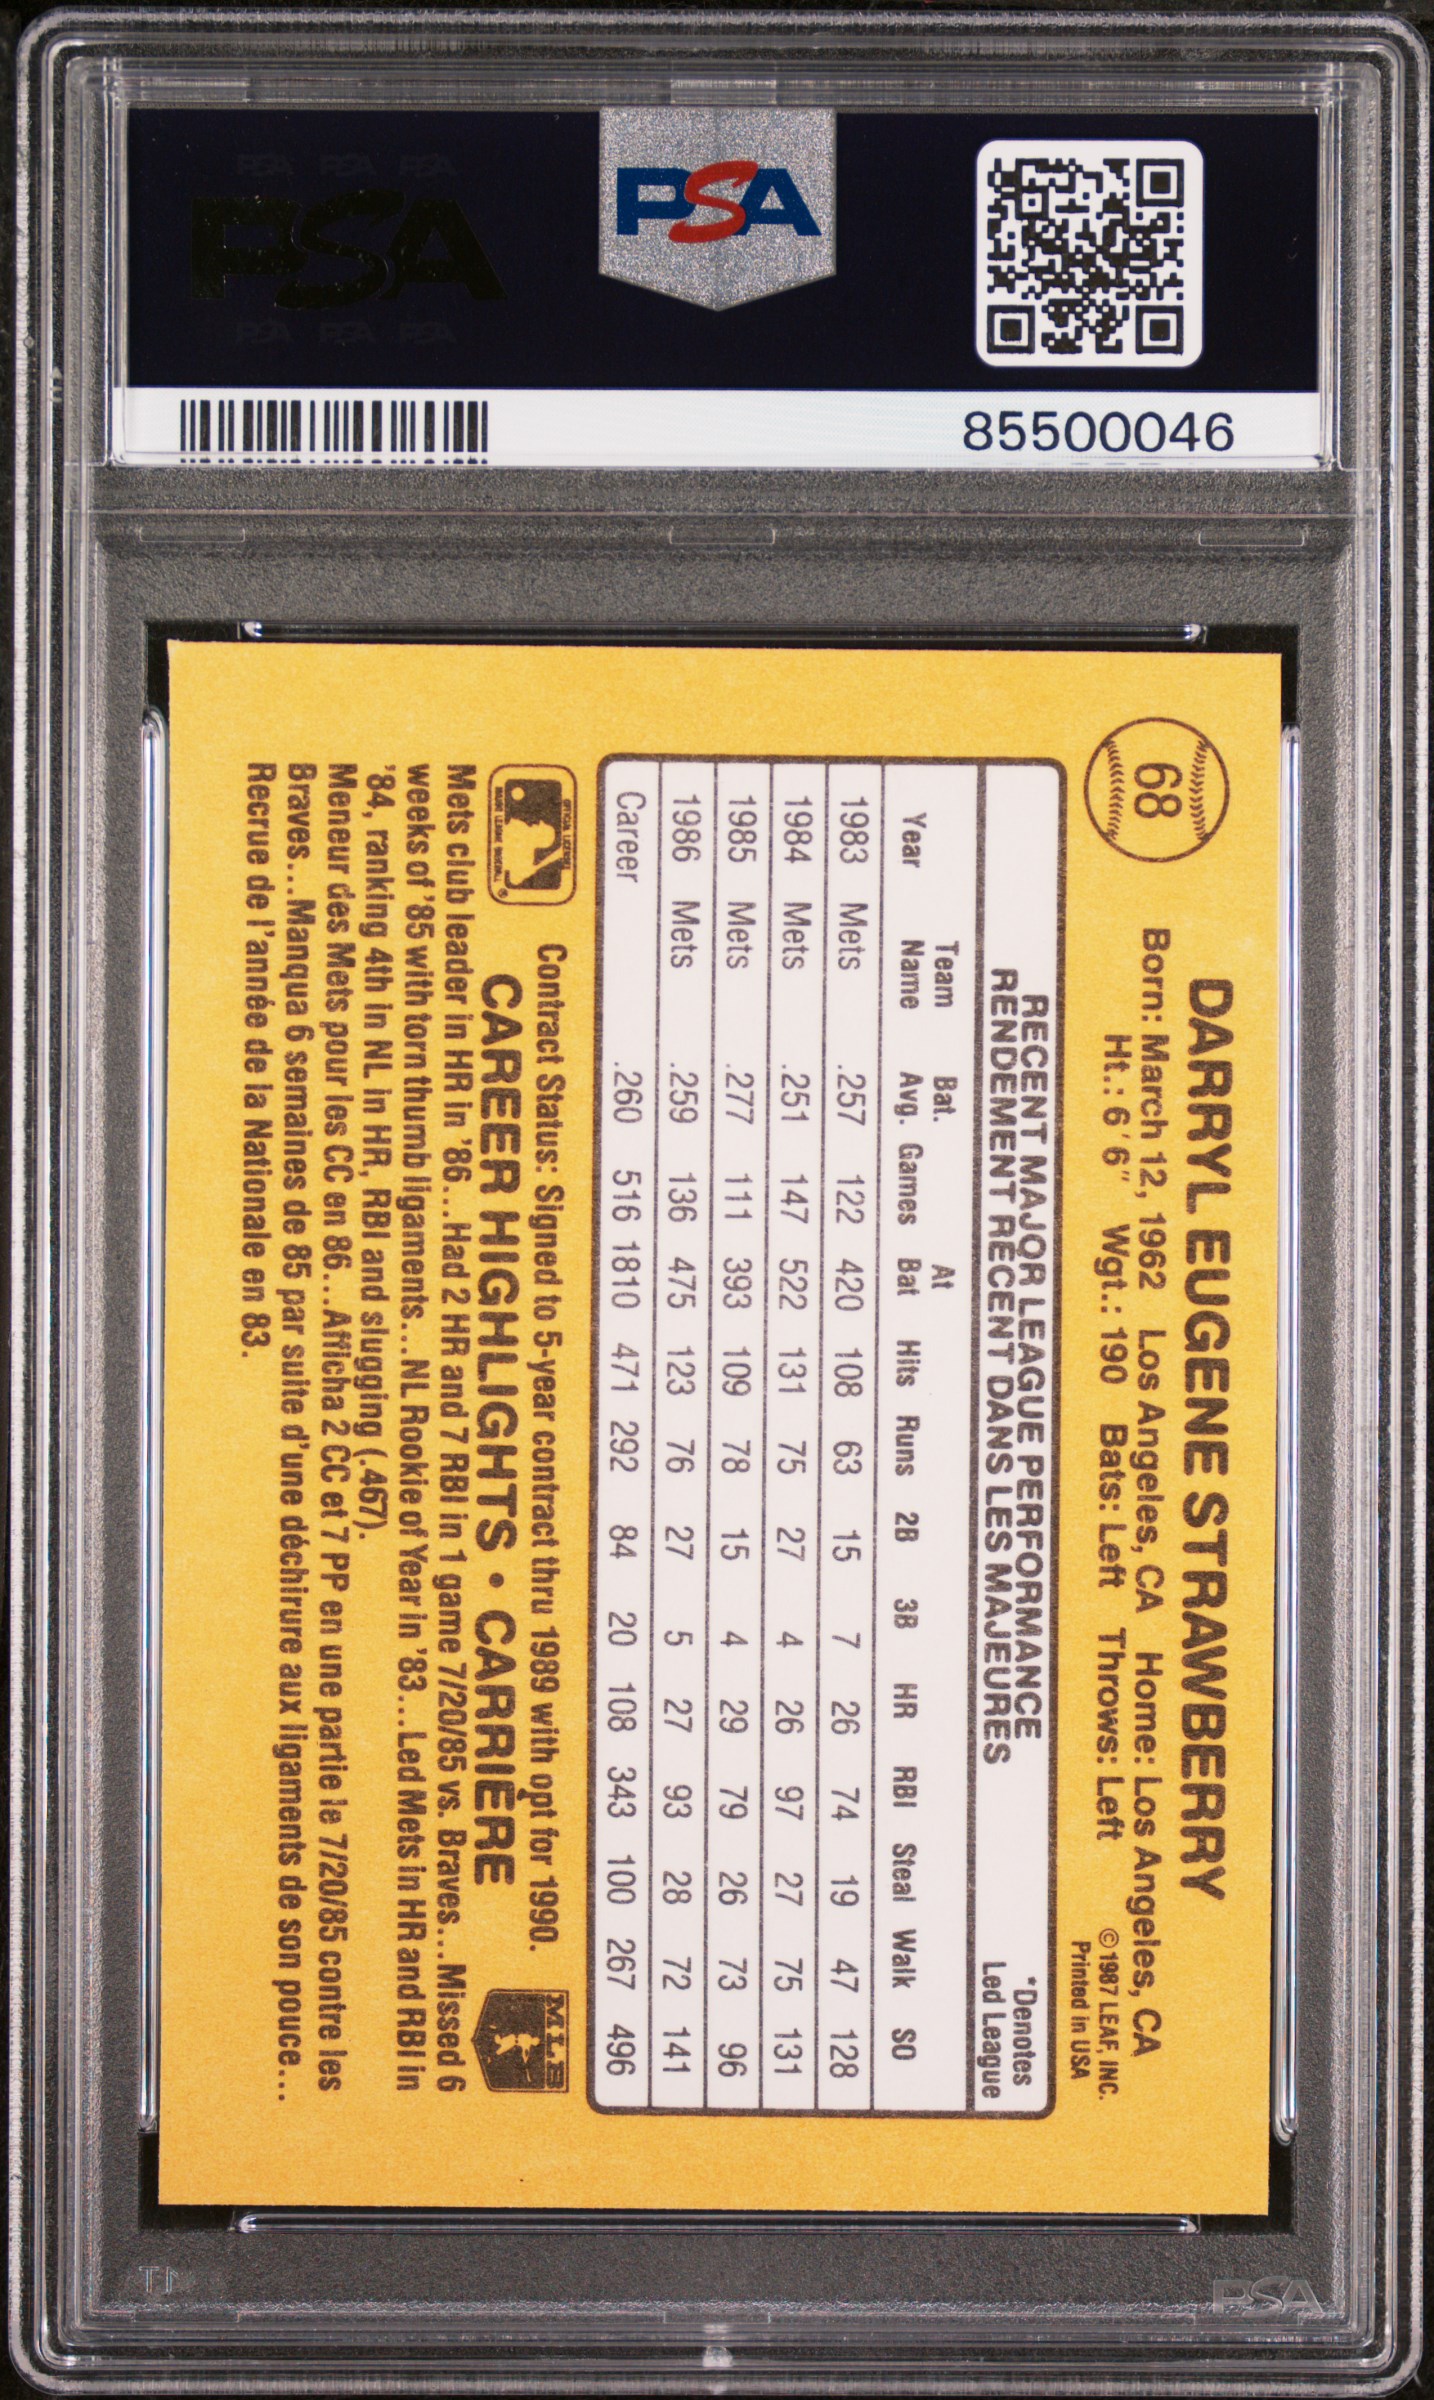 PSA
85500046
68
DARRYL EUGENE STRAWBERRY
Born: March 12, 1962 Los Angeles, CA Home: Los Angeles, CA
Ht.: 6'6" Wgt.: 190 Bats: Left Throws: Left
©1987 LEAF, INC.
Printed in USA
RECENT MAJOR LEAGUE PERFORMANCE
RENDEMENT RECENT DANS LES MAJEURES
*Denotes
Led League
Year Team Name Bat. Avg. Games At Bat Hits Runs 2B 3B HR RBI Steal Walk SO
1983 Mets .257 122 420 108 63 15 7 26 74 19 47 128
1984 Mets .251 147 522 131 75 27 4 26 97 27 75 131
1985 Mets .277 111 393 109 78 15 4 29 79 26 73 96
1986 Mets .259 136 475 123 76 27 5 27 93 28 72 141
Career .260 516 1810 471 292 84 20 108 343 100 267 496
Contract Status: Signed to 5-year contract thru 1989 with opt for 1990.
CAREER HIGHLIGHTS • CARRIERE
MLB
Mets club leader in HR in '86...Had 2 HR and 7 RBI in 1 game 7/20/85 vs. Braves...Missed 6
weeks of '85 with torn thumb ligaments...NL Rookie of Year in '83...Led Mets in HR and RBI in
'84, ranking 4th in NL in HR, RBI and slugging (.467).
Meneur des Mets pour les CC en 86...Afficha 2 CC et 7 PP en une partie le 7/20/85 contre les
Braves...Manqua 6 semaines de 85 par suite d'une déchirure aux ligaments de son pouce...
Recrue de l'année de la Nationale en 83.
PSA